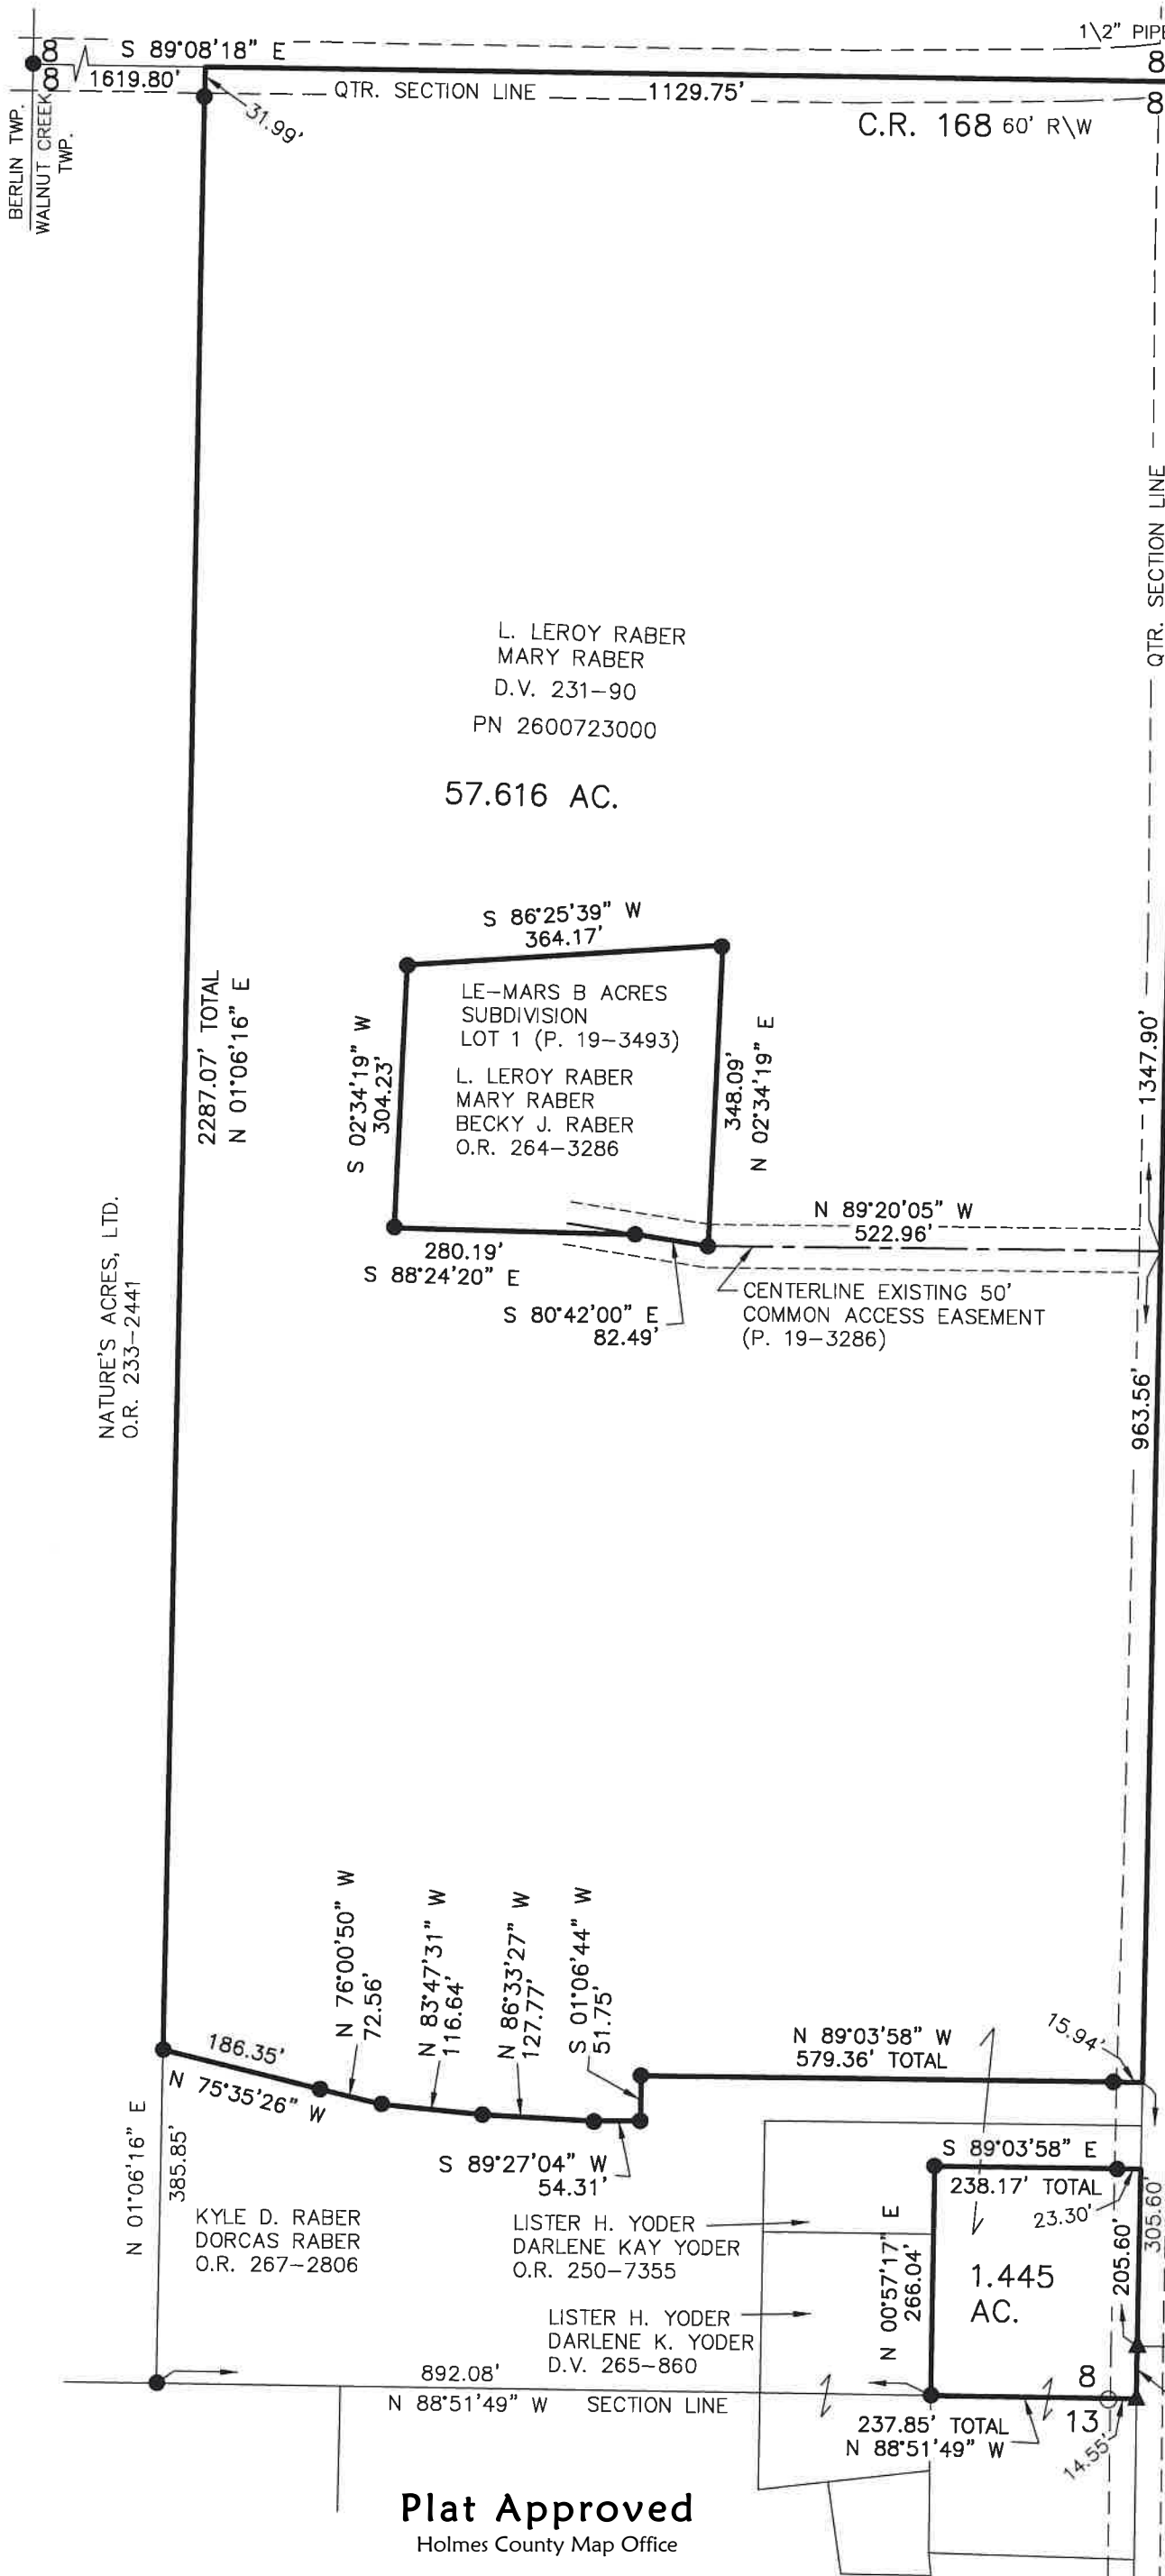 1\2" PIPE
S 89°08'18" E
1619.80'
8
8
8
8
31.99'
QTR. SECTION LINE
1129.75'
C.R. 168 60' R\W
BERLIN TWP.
WALNUT CREEK
TWP.
QTR. SECTION LINE
L. LEROY RABER
MARY RABER
D.V. 231-90
PN 2600723000
57.616 AC.
S 86°25'39" W
364.17'
LE-MARS B ACRES
SUBDIVISION
LOT 1 (P. 19-3493)
L. LEROY RABER
MARY RABER
BECKY J. RABER
O.R. 264-3286
S 02°34'19" W
304.23'
348.09'
N 02°34'19" E
2287.07' TOTAL
N 01°06'16" E
1347.90'
N 89°20'05" W
522.96'
280.19'
S 88°24'20" E
S 80°42'00" E
82.49'
CENTERLINE EXISTING 50'
COMMON ACCESS EASEMENT
(P. 19-3286)
NATURE'S ACRES, LTD.
O.R. 233-2441
963.56'
N 76°00'50" W
72.56'
N 83°47'31" W
116.64'
N 86°33'27" W
127.77'
S 01°06'44" W
51.75'
186.35'
N 75°35'26" W
N 89°03'58" W
579.36' TOTAL
15.94'
S 89°27'04" W
54.31'
S 89°03'58" E
238.17' TOTAL
23.30'
N 01°06'16" E
385.85'
KYLE D. RABER
DORCAS RABER
O.R. 267-2806
LISTER H. YODER
DARLENE KAY YODER
O.R. 250-7355
LISTER H. YODER
DARLENE K. YODER
D.V. 265-860
N 00°57'17" E
266.04'
1.445
AC.
205.60'
305.60'
892.08'
N 88°51'49" W SECTION LINE
8
13
237.85' TOTAL
N 88°51'49" W
14.55'
Plat Approved
Holmes County Map Office